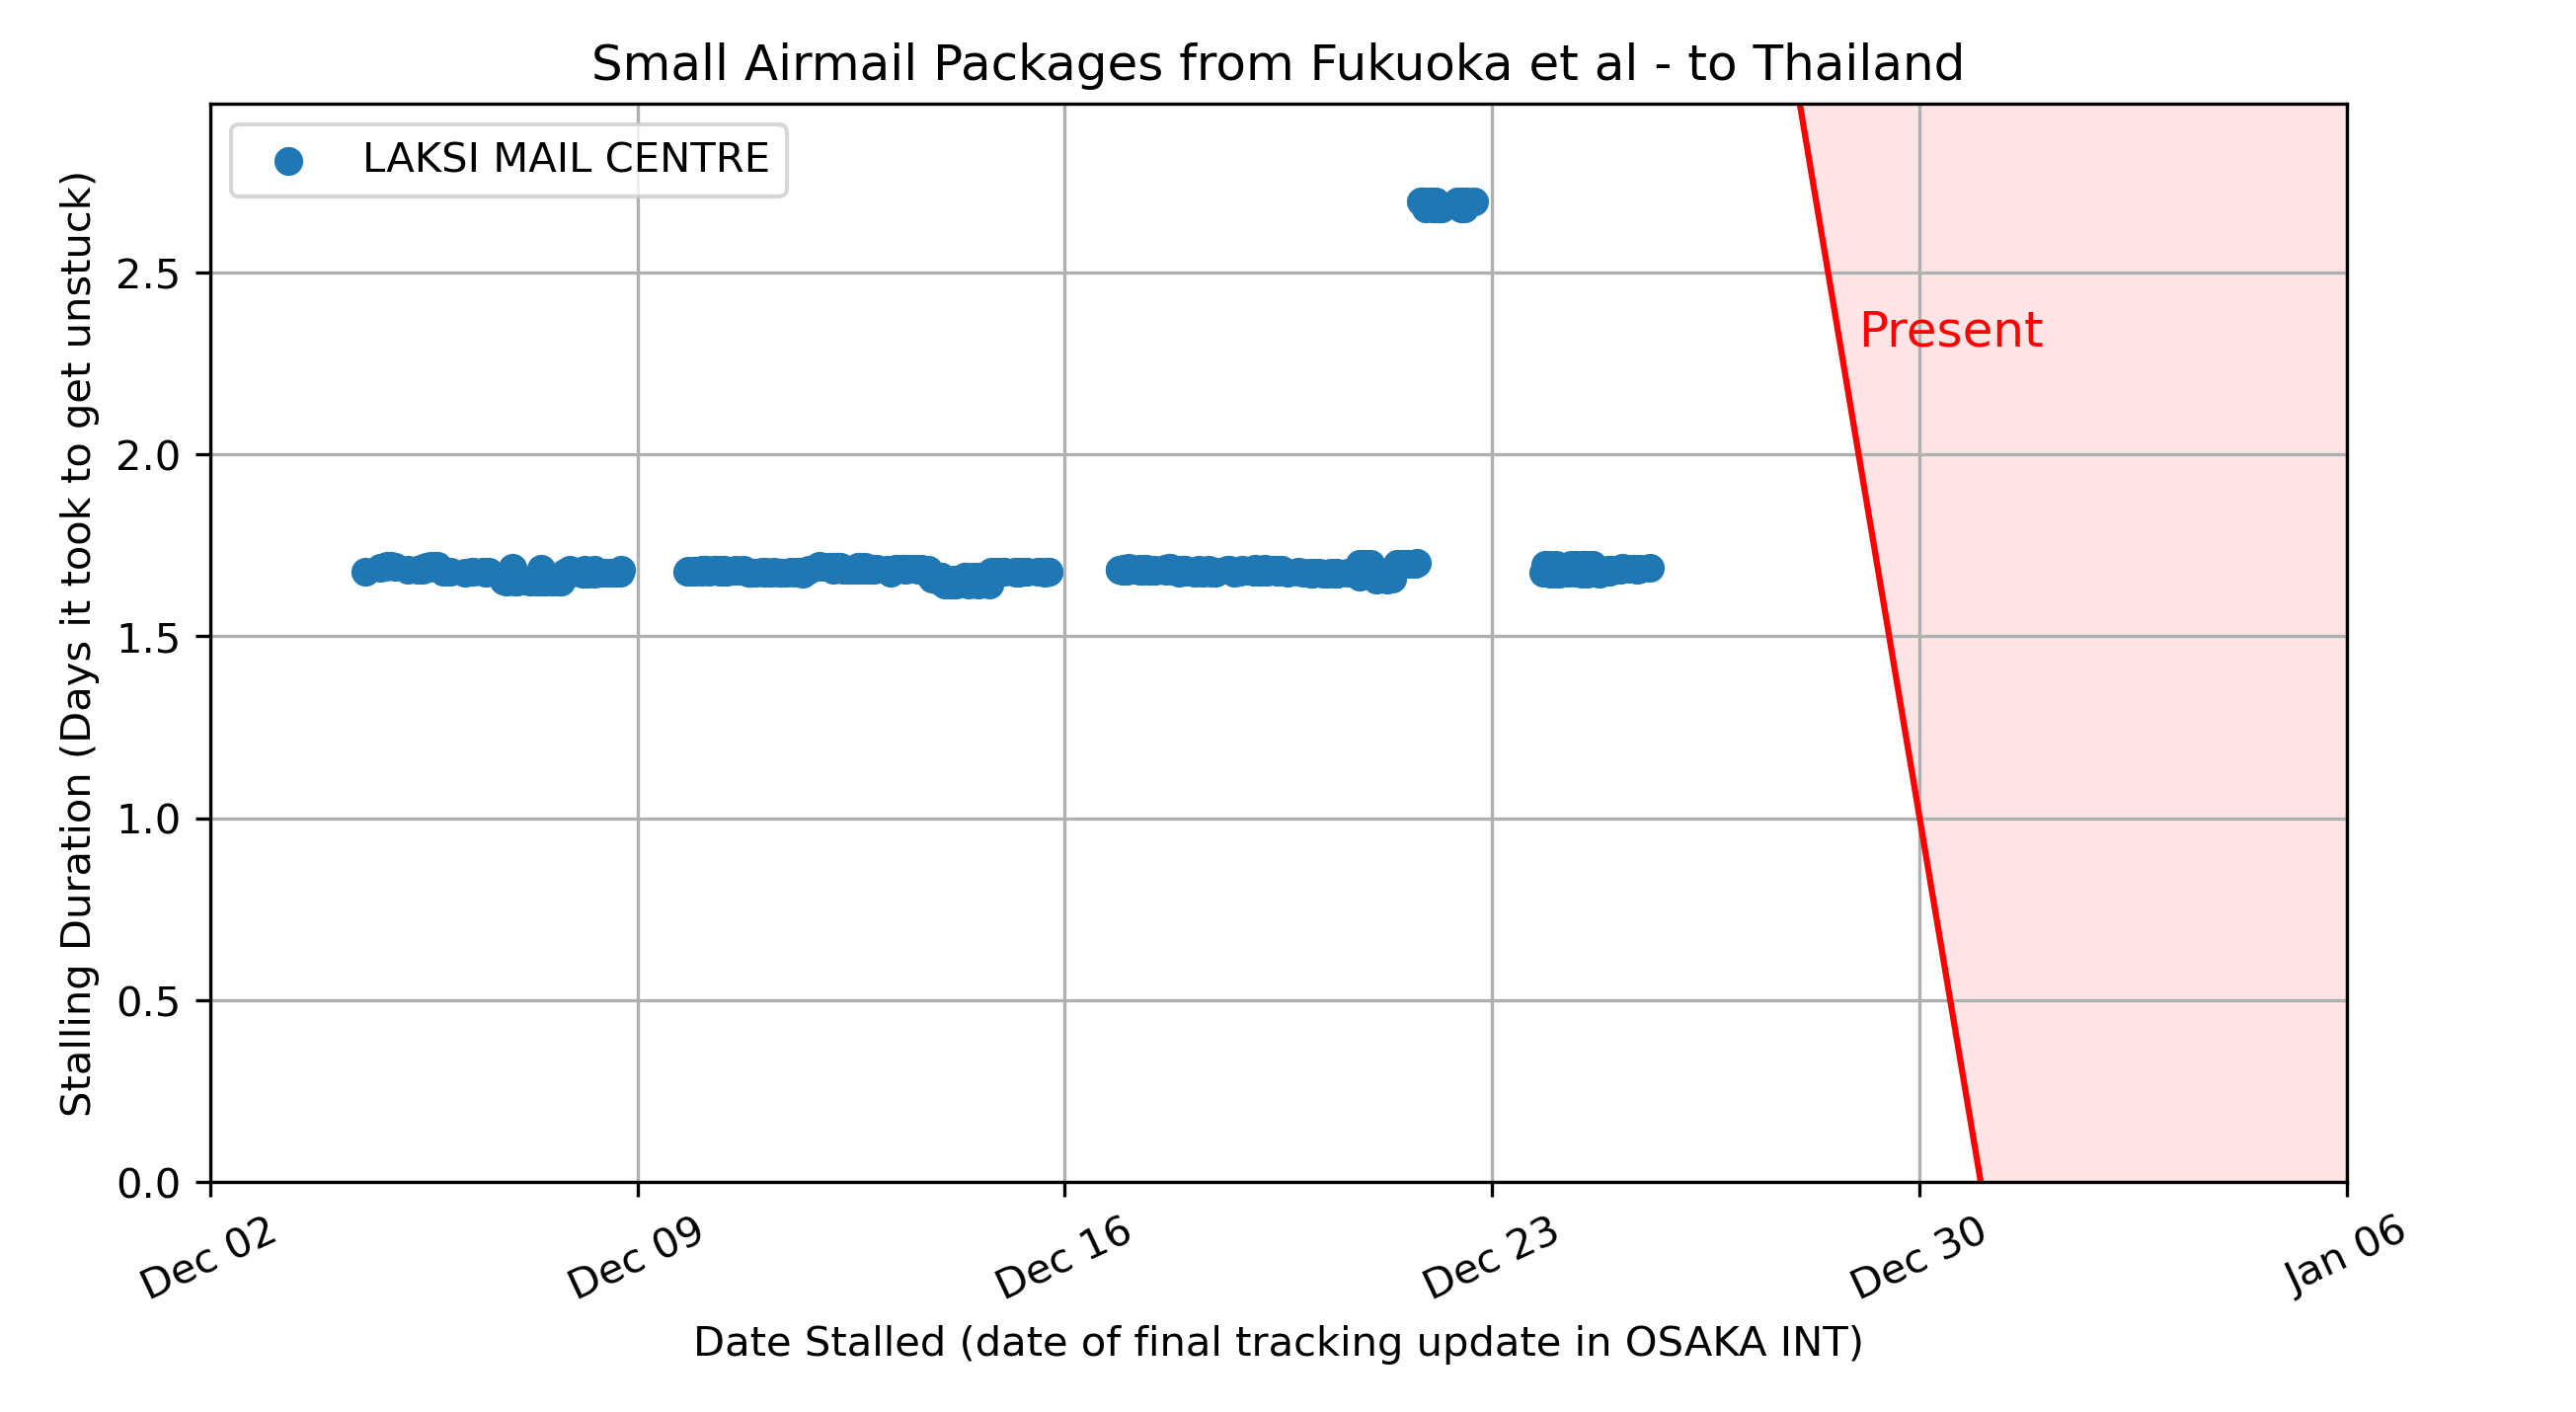 Small Airmail Packages from Fukuoka et al - to Thailand
LAKSI MAIL CENTRE
Present
Stalling Duration (Days it took to get unstuck)
2.5
2.0
1.5
1.0
0.5
0.0
Dec 02
Dec 09
Dec 16
Dec 23
Dec 30
Jan 06
Date Stalled (date of final tracking update in OSAKA INT)